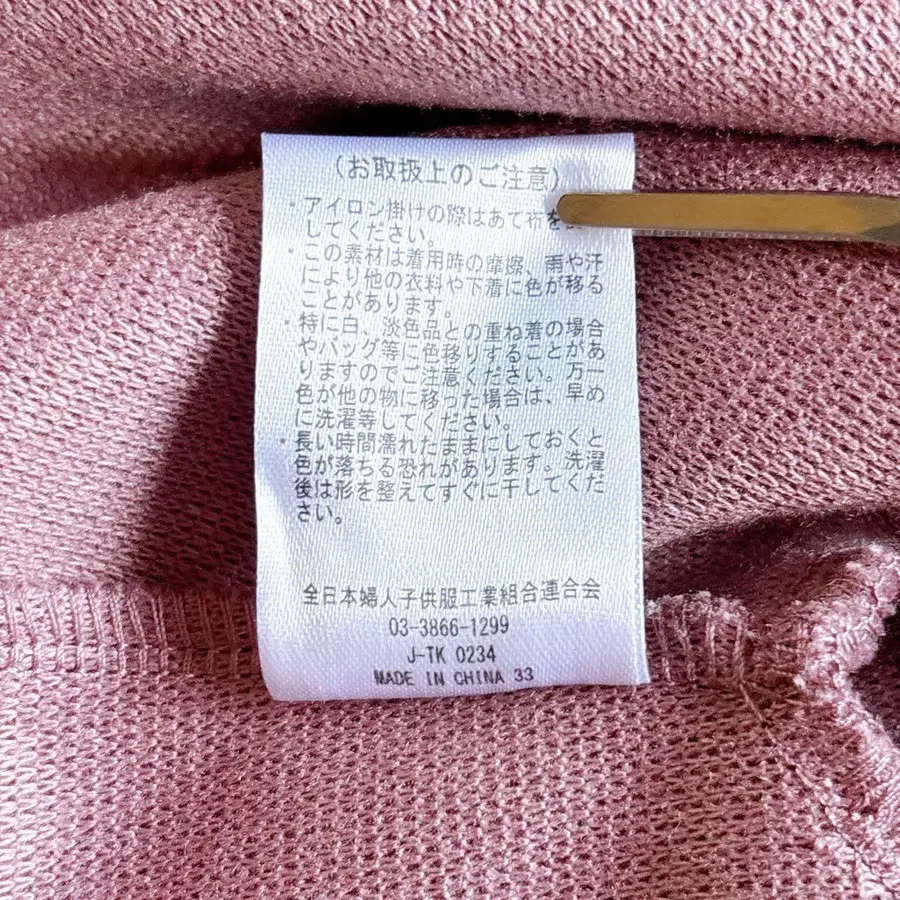 (お取扱上のご注意)
・アイロン掛けの際はあて布を
してください。
・この素材は着用時の摩擦、雨や汗
により他の衣料や下着に色が移る
ことがあります。
・特に白、淡色品との重ね着の場合
やバッグ等に色移りすることがあ
りますのでご注意ください。万一
色が他の物に移った場合は、早め
に洗濯等してください。
・長い時間濡れたままにしておくと
色が落ちる恐れがあります。洗濯
後は形を整えてすぐに干してくだ
さい。
全日本婦人子供服工業組合連合会
03-3866-1299
J-TK 0234
MADE IN CHINA 33